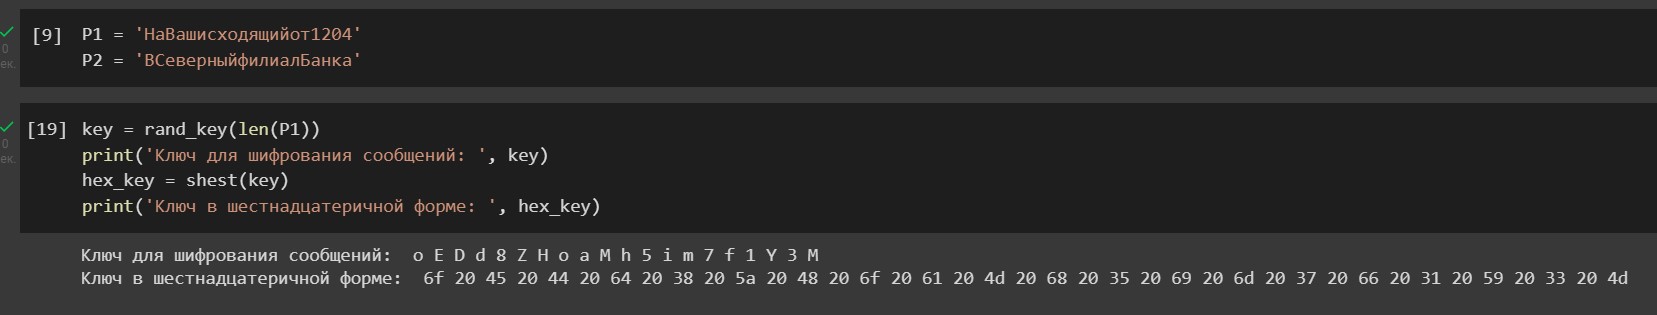 [9] P1 = 'НаВашисходящийот1204'
P2 = 'ВСеверныйфилиалБанка'
0
ек.
[19] key = rand_key(len(P1))
print('Ключ для шифрования сообщений: ', key)
0
ек.
hex_key = shest(key)
print('Ключ в шестнадцатеричной форме: ', hex_key)
Ключ для шифрования сообщений:  o E D d 8 Z H o a M h 5 i m 7 f 1 Y 3 M
Ключ в шестнадцатеричной форме:  6f 20 45 20 44 20 64 20 38 20 5a 20 48 20 6f 20 61 20 4d 20 68 20 35 20 69 20 6d 20 37 20 66 20 31 20 59 20 33 20 4d